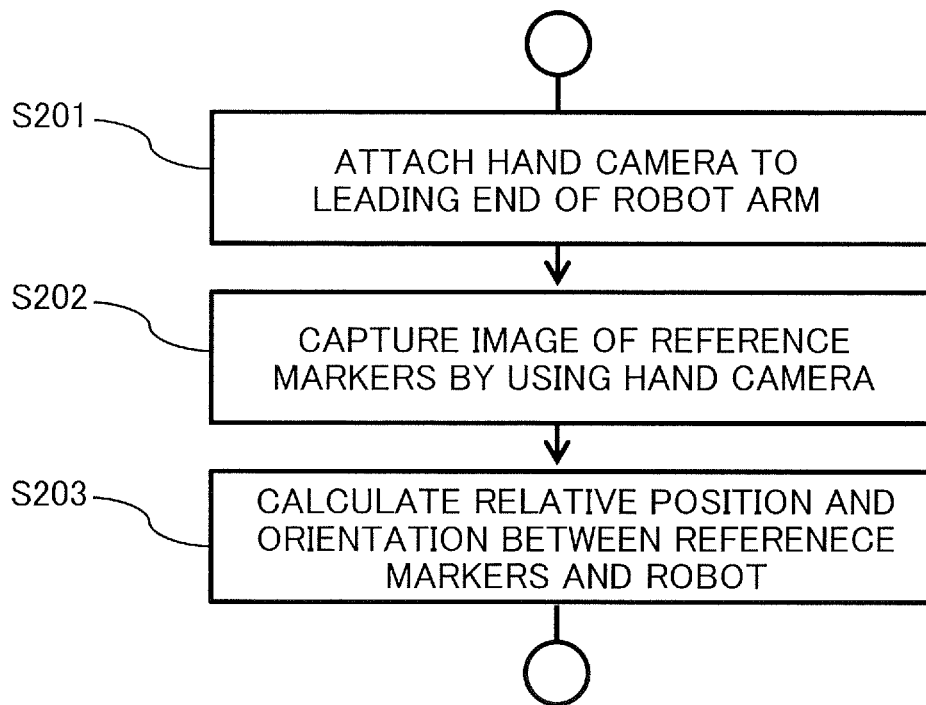 S201
ATTACH HAND CAMERA TO
LEADING END OF ROBOT ARM
S202
CAPTURE IMAGE OF REFERENCE
MARKERS BY USING HAND CAMERA
S203
CALCULATE RELATIVE POSITION AND
ORIENTATION BETWEEN REFERENECE
MARKERS AND ROBOT